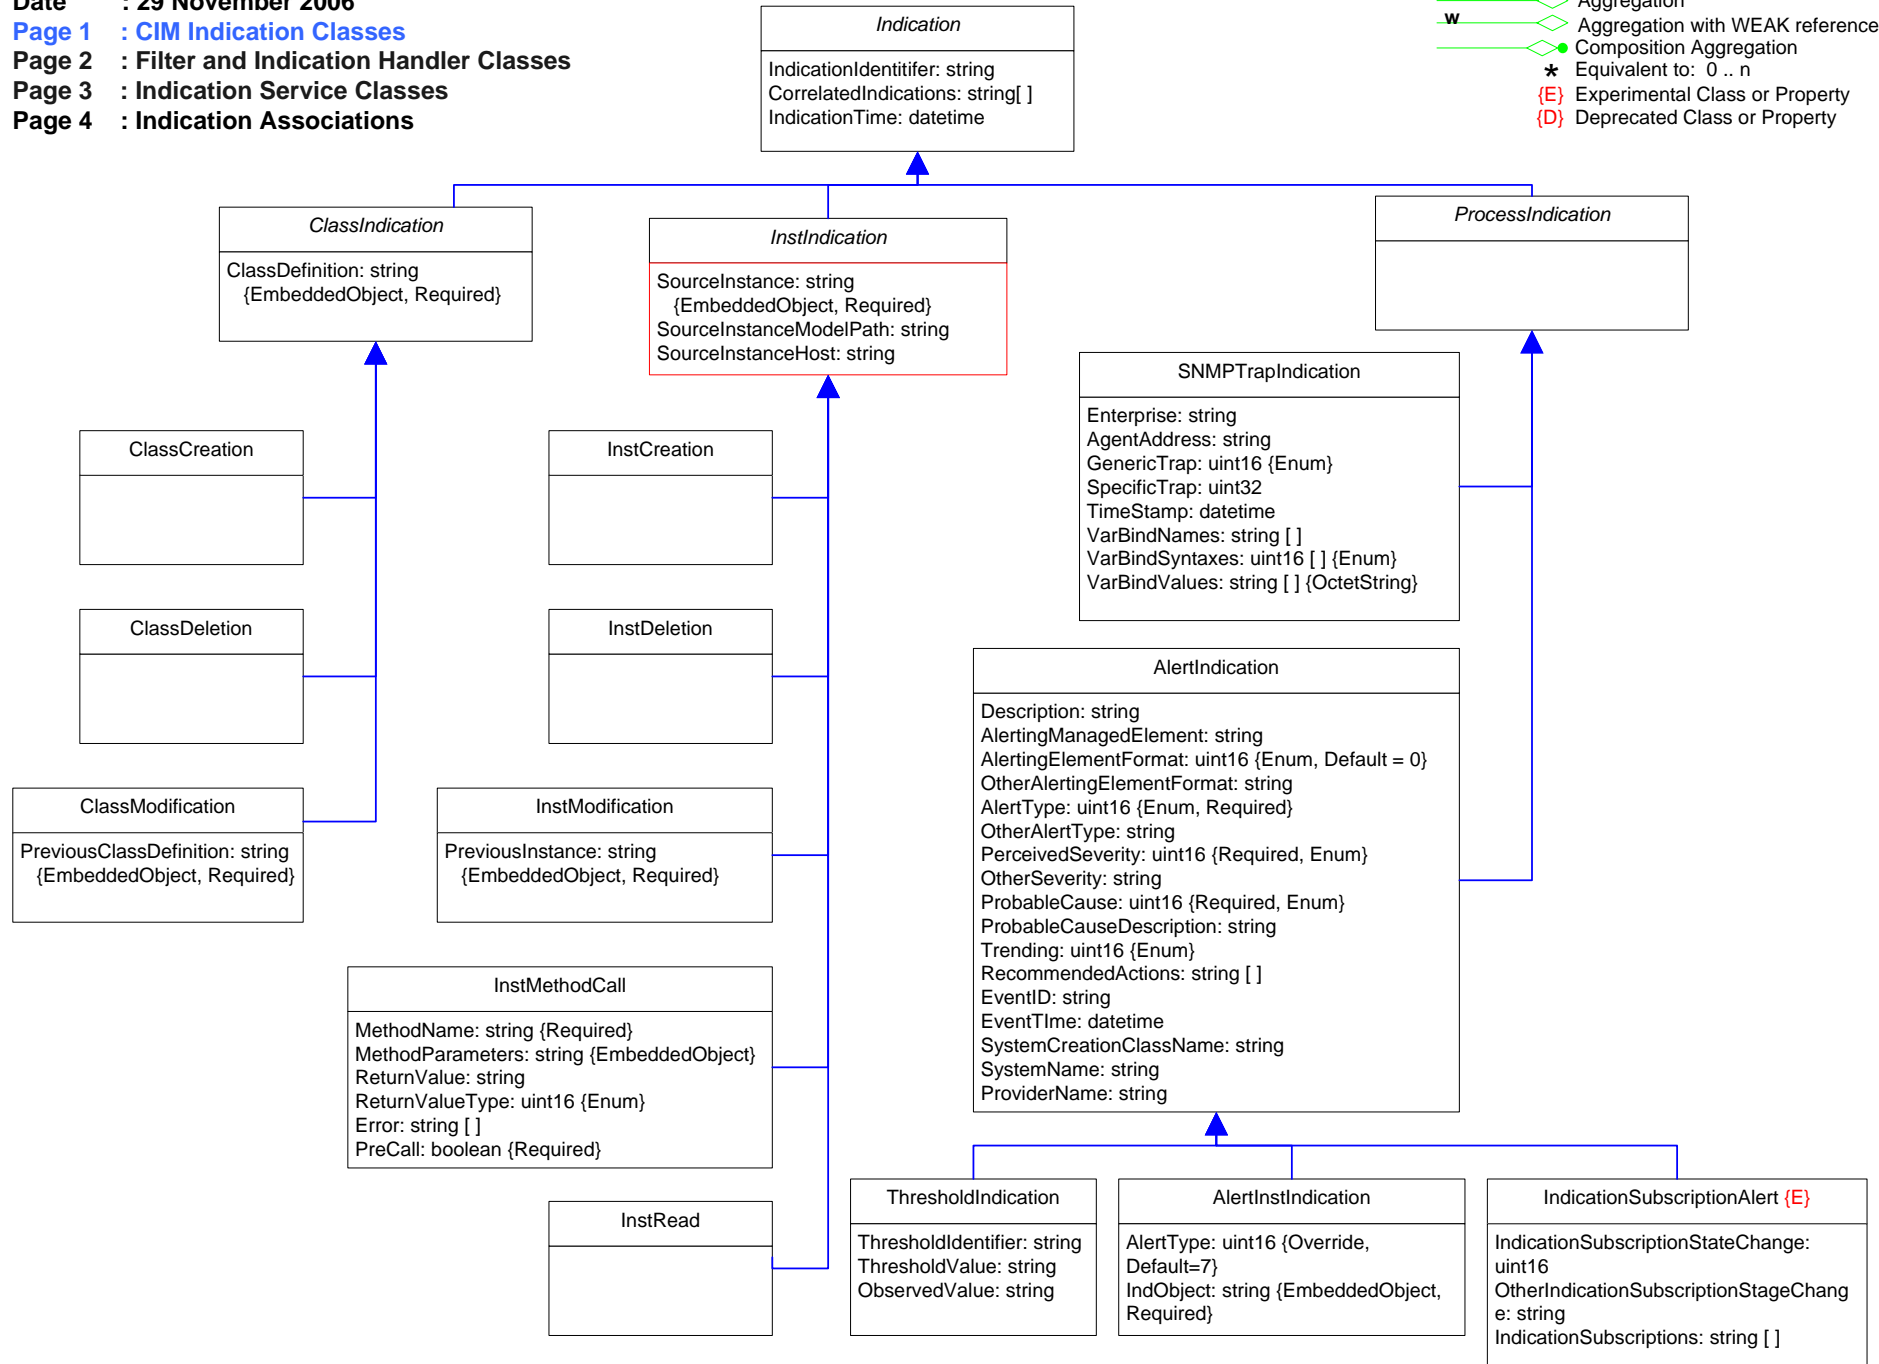 Date : 29 November 2006
Page 1 : CIM Indication Classes
Page 2 : Filter and Indication Handler Classes
Page 3 : Indication Service Classes
Page 4 : Indication Associations
Aggregation
w Aggregation with WEAK reference
Composition Aggregation
* Equivalent to: 0 .. n
{E} Experimental Class or Property
{D} Deprecated Class or Property
Indication
IndicationIdentitifer: string
CorrelatedIndications: string[ ]
IndicationTime: datetime
ClassIndication
ClassDefinition: string
{EmbeddedObject, Required}
InstIndication
SourceInstance: string
{EmbeddedObject, Required}
SourceInstanceModelPath: string
SourceInstanceHost: string
ProcessIndication
SNMPTrapIndication
Enterprise: string
AgentAddress: string
GenericTrap: uint16 {Enum}
SpecificTrap: uint32
TimeStamp: datetime
VarBindNames: string [ ]
VarBindSyntaxes: uint16 [ ] {Enum}
VarBindValues: string [ ] {OctetString}
ClassCreation
InstCreation
ClassDeletion
InstDeletion
AlertIndication
Description: string
AlertingManagedElement: string
AlertingElementFormat: uint16 {Enum, Default = 0}
OtherAlertingElementFormat: string
AlertType: uint16 {Enum, Required}
OtherAlertType: string
PerceivedSeverity: uint16 {Required, Enum}
OtherSeverity: string
ProbableCause: uint16 {Required, Enum}
ProbableCauseDescription: string
Trending: uint16 {Enum}
RecommendedActions: string [ ]
EventID: string
EventTIme: datetime
SystemCreationClassName: string
SystemName: string
ProviderName: string
ClassModification
PreviousClassDefinition: string
{EmbeddedObject, Required}
InstModification
PreviousInstance: string
{EmbeddedObject, Required}
InstMethodCall
MethodName: string {Required}
MethodParameters: string {EmbeddedObject}
ReturnValue: string
ReturnValueType: uint16 {Enum}
Error: string [ ]
PreCall: boolean {Required}
InstRead
ThresholdIndication
ThresholdIdentifier: string
ThresholdValue: string
ObservedValue: string
AlertInstIndication
AlertType: uint16 {Override,
Default=7}
IndObject: string {EmbeddedObject,
Required}
IndicationSubscriptionAlert {E}
IndicationSubscriptionStateChange:
uint16
OtherIndicationSubscriptionStageChang
e: string
IndicationSubscriptions: string [ ]